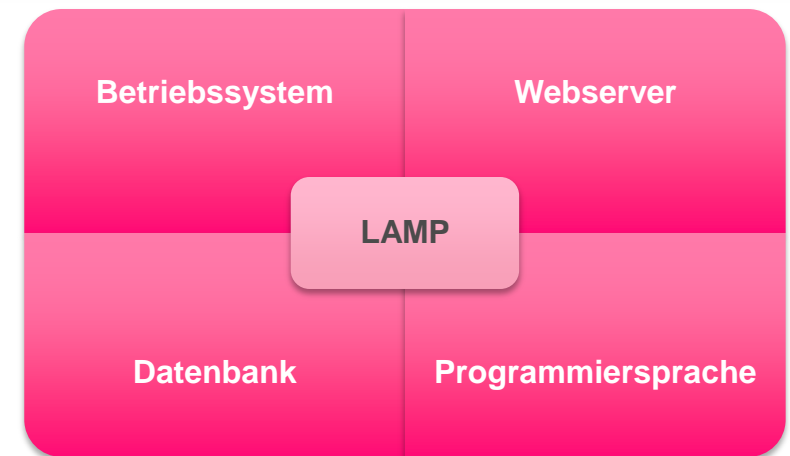 Betriebssystem
Webserver
LAMP
Datenbank
Programmiersprache